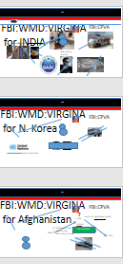 FBI:WMD:VIRGINA FBI:CPVA
for INDIA
FBI:WMD:VIRGINA FBI:CPVA
for N. Korea
United Nations
FBI:WMD:VIRGINA FBI:CPVA
for Afghanistan